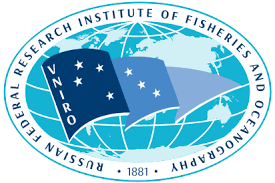 RUSSIAN FEDERAL RESEARCH INSTITUTE OF FISHERIES AND OCEANOGRAPHY
VNIRO
• 1881 •